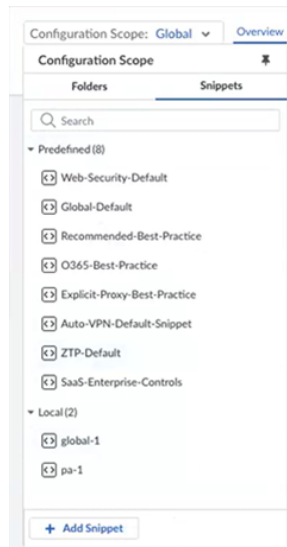 Configuration Scope: Global Overview
Configuration Scope
Folders Snippets
Search
Predefined (8)
Web-Security-Default
Global-Default
Recommended-Best-Practice
O365-Best-Practice
Explicit-Proxy-Best-Practice
Auto-VPN-Default-Snippet
ZTP-Default
SaaS-Enterprise-Controls
Local (2)
global-1
pa-1
+ Add Snippet